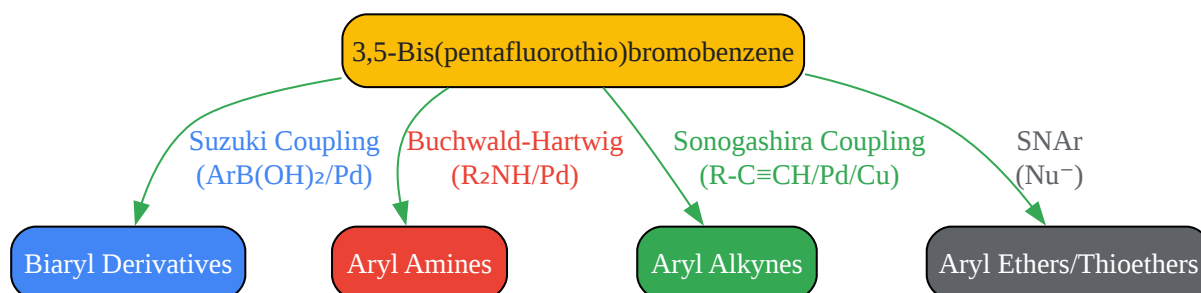 3,5-Bis(pentafluorothio)bromobenzene
Suzuki Coupling
(ArB(OH)₂/Pd)
Buchwald-Hartwig
(R₂NH/Pd)
Sonogashira Coupling
(R-C≡CH/Pd/Cu)
SNAr
(Nu⁻)
Biaryl Derivatives
Aryl Amines
Aryl Alkynes
Aryl Ethers/Thioethers